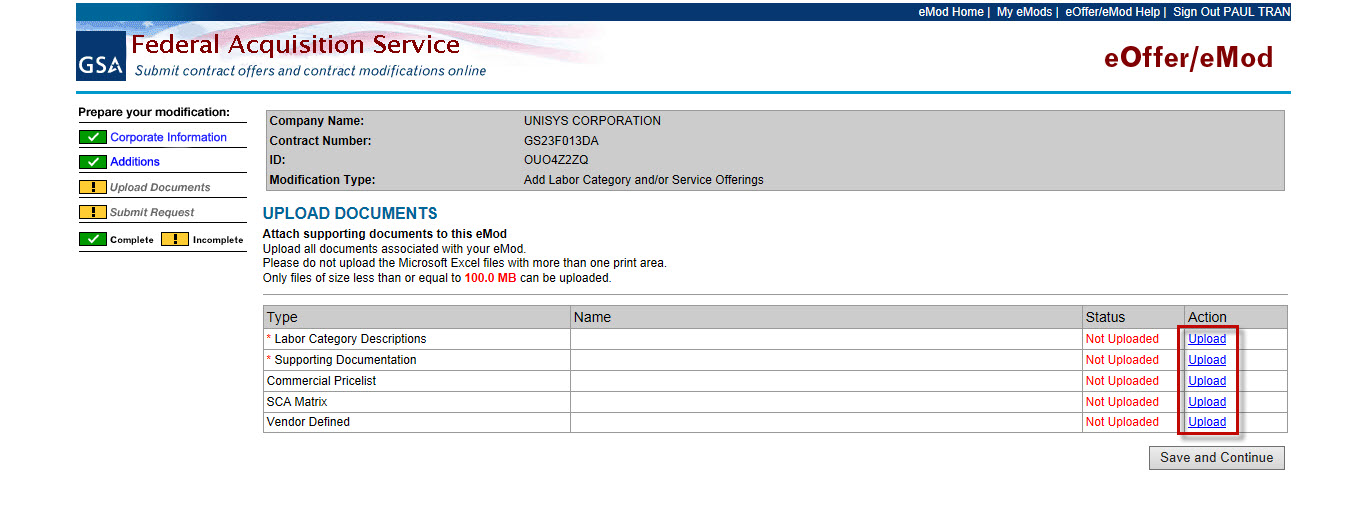 eMod Home | My eMods | eOffer/eMod Help | Sign Out PAUL TRAN
GSA
Federal Acquisition Service
Submit contract offers and contract modifications online
eOffer/eMod
Prepare your modification:
Corporate Information
Additions
! Upload Documents
! Submit Request
Complete ! Incomplete
Company Name: UNISYS CORPORATION
Contract Number: GS23F013DA
ID: OUO4Z2ZQ
Modification Type: Add Labor Category and/or Service Offerings
UPLOAD DOCUMENTS
Attach supporting documents to this eMod
Upload all documents associated with your eMod.
Please do not upload the Microsoft Excel files with more than one print area.
Only files of size less than or equal to 100.0 MB can be uploaded.
Type Name Status Action
* Labor Category Descriptions Not Uploaded Upload
* Supporting Documentation Not Uploaded Upload
Commercial Pricelist Not Uploaded Upload
SCA Matrix Not Uploaded Upload
Vendor Defined Not Uploaded Upload
Save and Continue